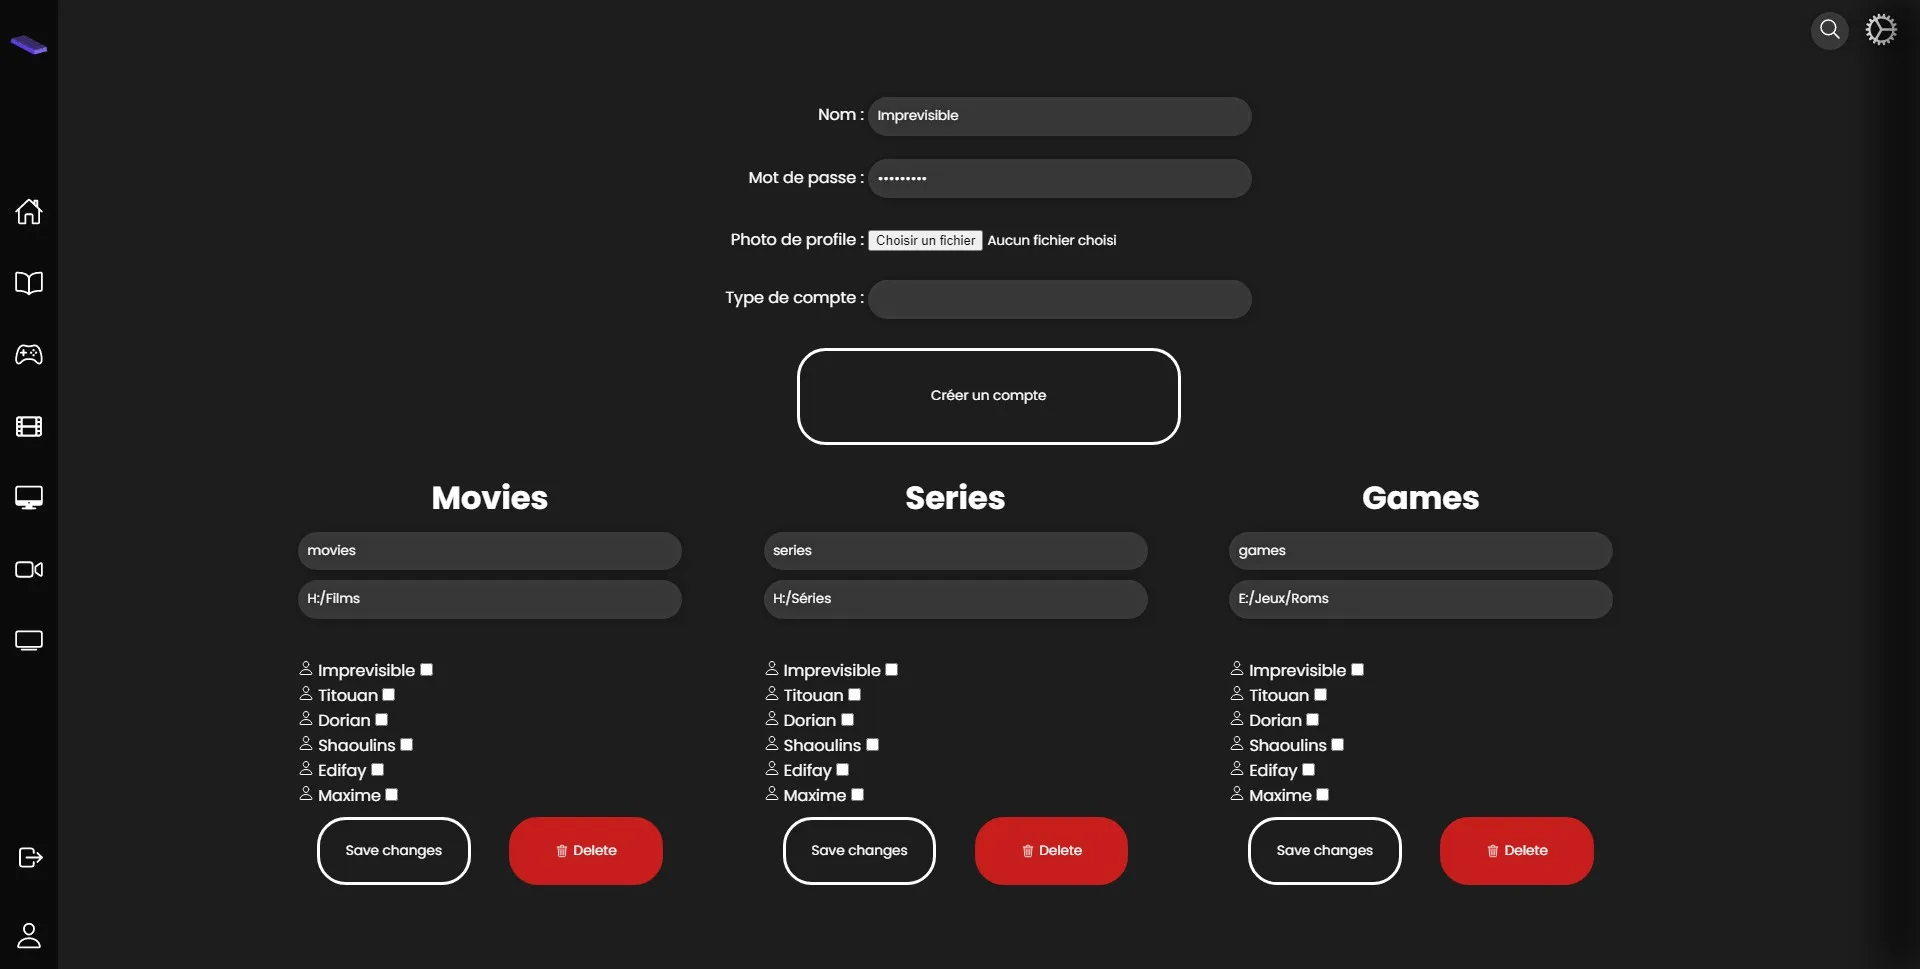 Nom : Imprevisible
Mot de passe : •••••••••
Photo de profile : Choisir un fichier Aucun fichier choisi
Type de compte :
Créer un compte
Movies
movies
H:/Films
Imprevisible
Titouan
Dorian
Shaoulins
Edifay
Maxime
Save changes
Delete
Series
series
H:/Séries
Imprevisible
Titouan
Dorian
Shaoulins
Edifay
Maxime
Save changes
Delete
Games
games
E:/Jeux/Roms
Imprevisible
Titouan
Dorian
Shaoulins
Edifay
Maxime
Save changes
Delete